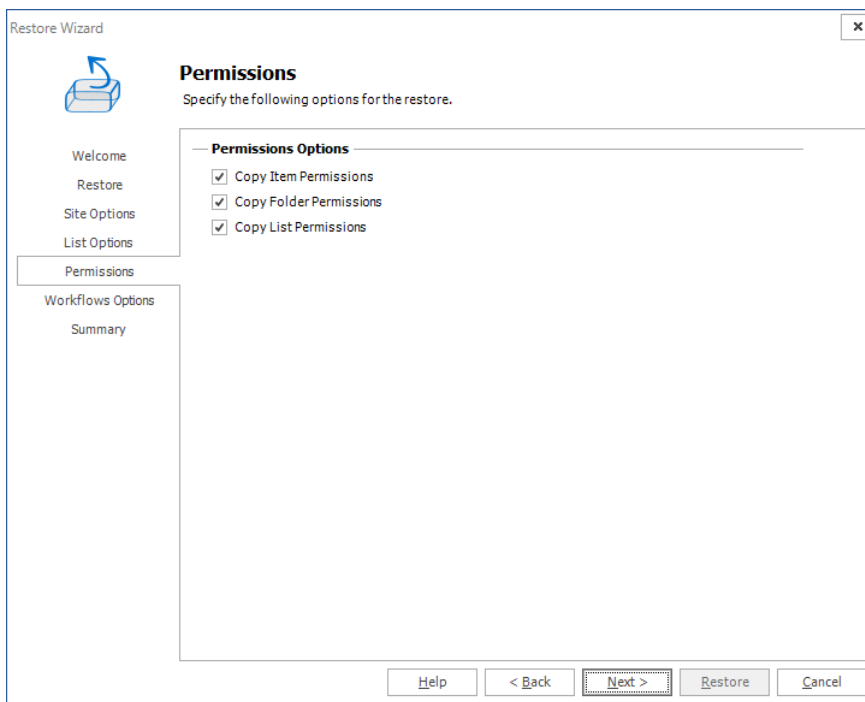 Restore Wizard
Permissions
Specify the following options for the restore.
Welcome
Restore
Site Options
List Options
Permissions
Workflows Options
Summary
Permissions Options
Copy Item Permissions
Copy Folder Permissions
Copy List Permissions
Help
< Back
Next >
Restore
Cancel